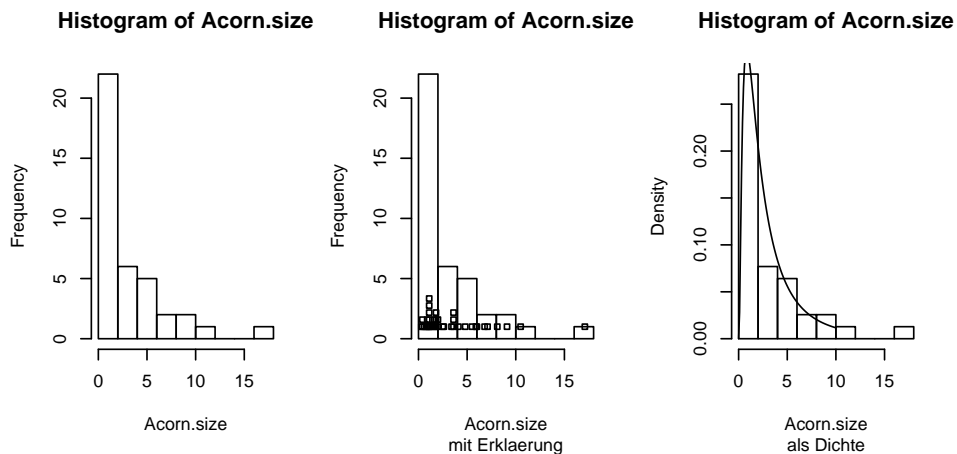 Histogram of Acorn.size
Frequency
20
15
10
5
0
0 5 10 15
Acorn.size
Histogram of Acorn.size
Frequency
20
15
10
5
0
0 5 10 15
Acorn.size
mit Erklaerung
Histogram of Acorn.size
Density
0.20
0.10
0.00
0 5 10 15
Acorn.size
als Dichte